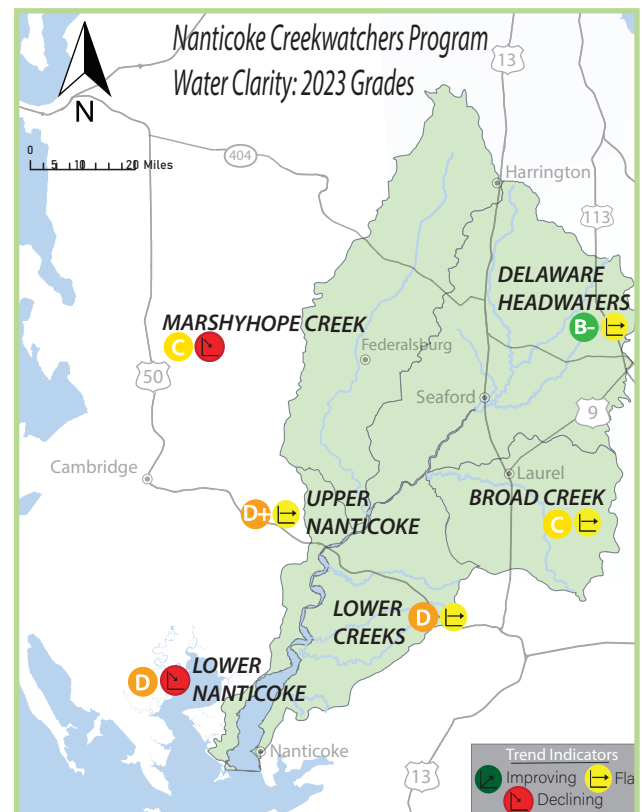 Nanticoke Creekwatchers Program
Water Clarity: 2023 Grades
N
0 5 10 20 Miles
13
404
Harrington
113
DELAWARE
HEADWATERS
B-
MARSHYHOPE CREEK
C
Federalsburg
50
Seaford
9
Cambridge
Laurel
D+
UPPER
NANTICOKE
BROAD CREEK
C
LOWER
CREEKS
D
D
LOWER
NANTICOKE
Nanticoke
13
Trend Indicators
Improving
Fla
Declining